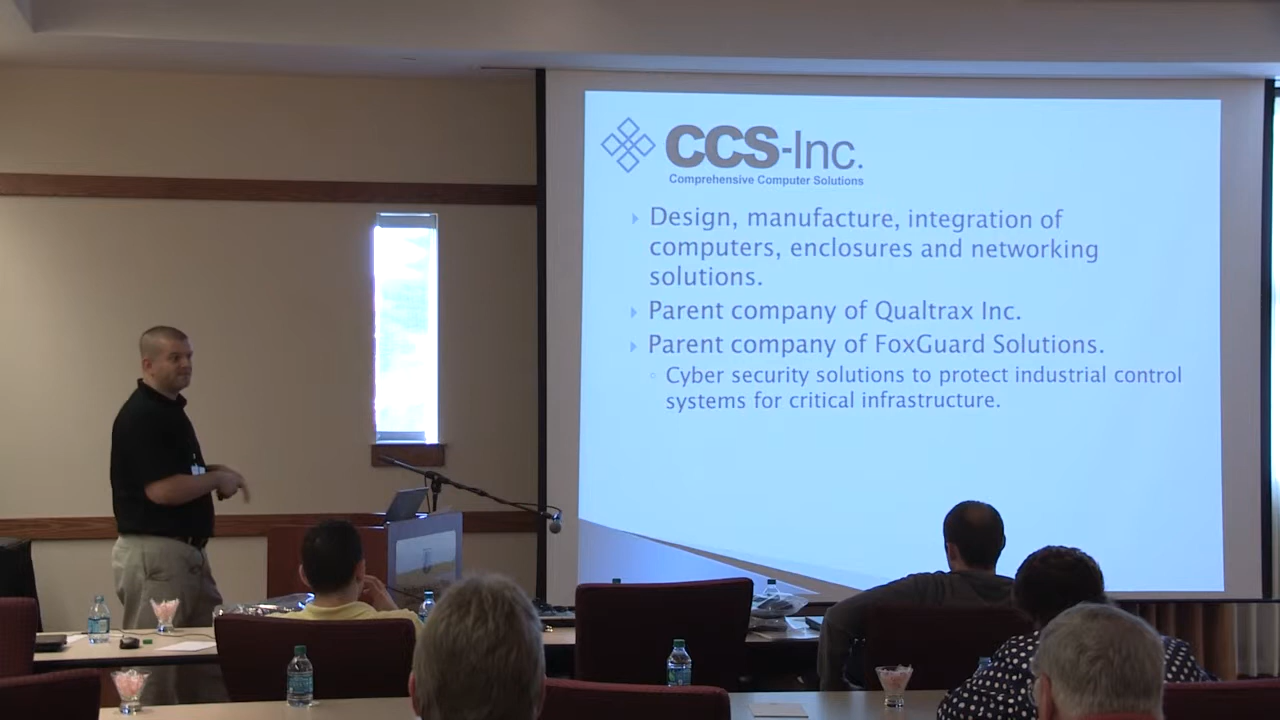 CCS-Inc.
Comprehensive Computer Solutions
Design, manufacture, integration of
computers, enclosures and networking
solutions.
Parent company of Qualtrax Inc.
Parent company of FoxGuard Solutions.
Cyber security solutions to protect industrial control
systems for critical infrastructure.